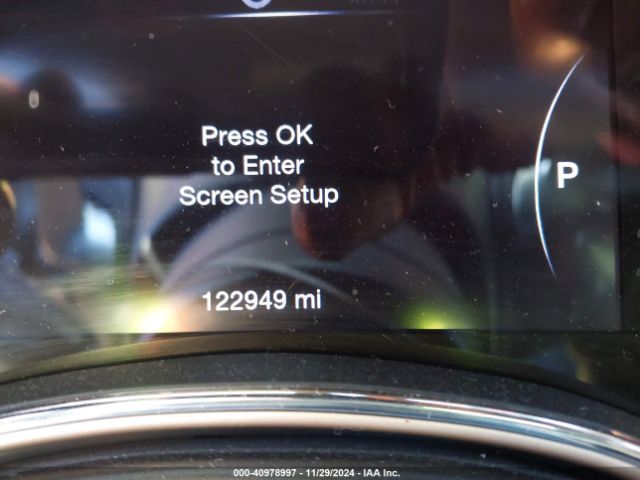 Press OK
to Enter
Screen Setup
P
122949 mi
000-40978997 - 11/29/2024 - IAA Inc.